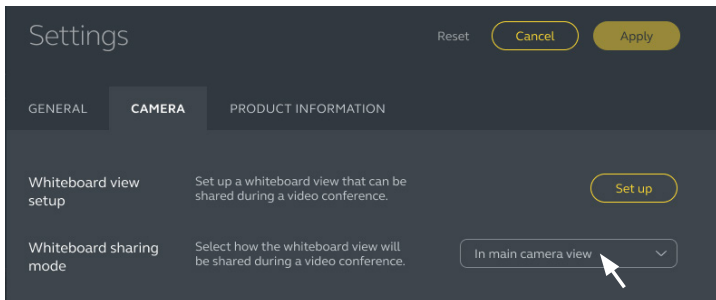 Settings
Reset
Cancel
Apply
GENERAL
CAMERA
PRODUCT INFORMATION
Whiteboard view
setup
Set up a whiteboard view that can be
shared during a video conference.
Set up
Whiteboard sharing
mode
Select how the whiteboard view will
be shared during a video conference.
In main camera view